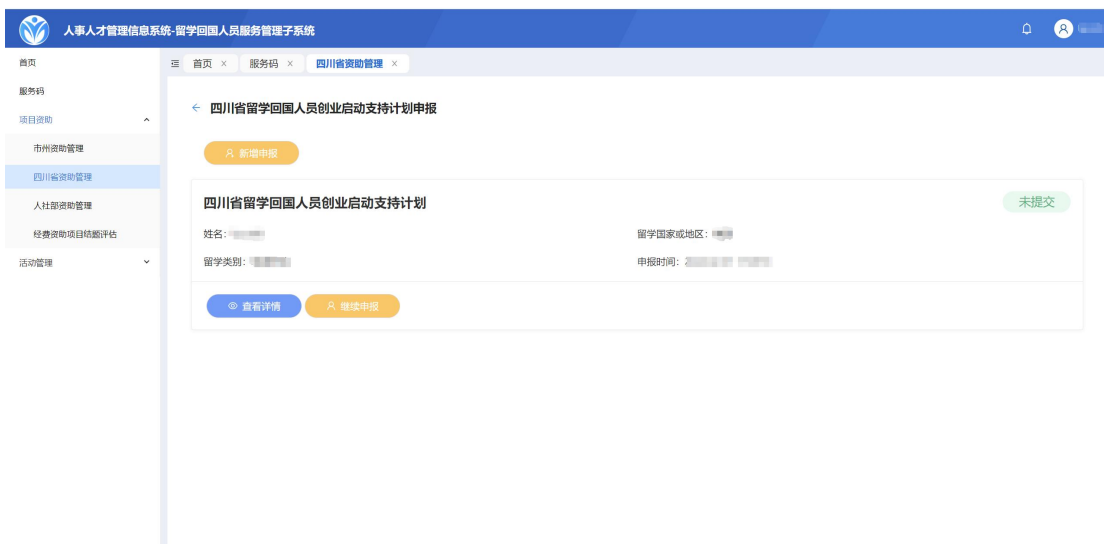 人事人才管理信息系统-留学回国人员服务管理子系统
首页
服务码
项目资助
市州资助管理
四川省资助管理
人社部资助管理
经费资助项目结题评估
活动管理
首页 × 服务码 × 四川省资助管理 ×
← 四川省留学回国人员创业启动支持计划申报
新增申报
四川省留学回国人员创业启动支持计划 未提交
姓名: 留学国家或地区:
留学类别: 申报时间: 2
查看详情 继续申报